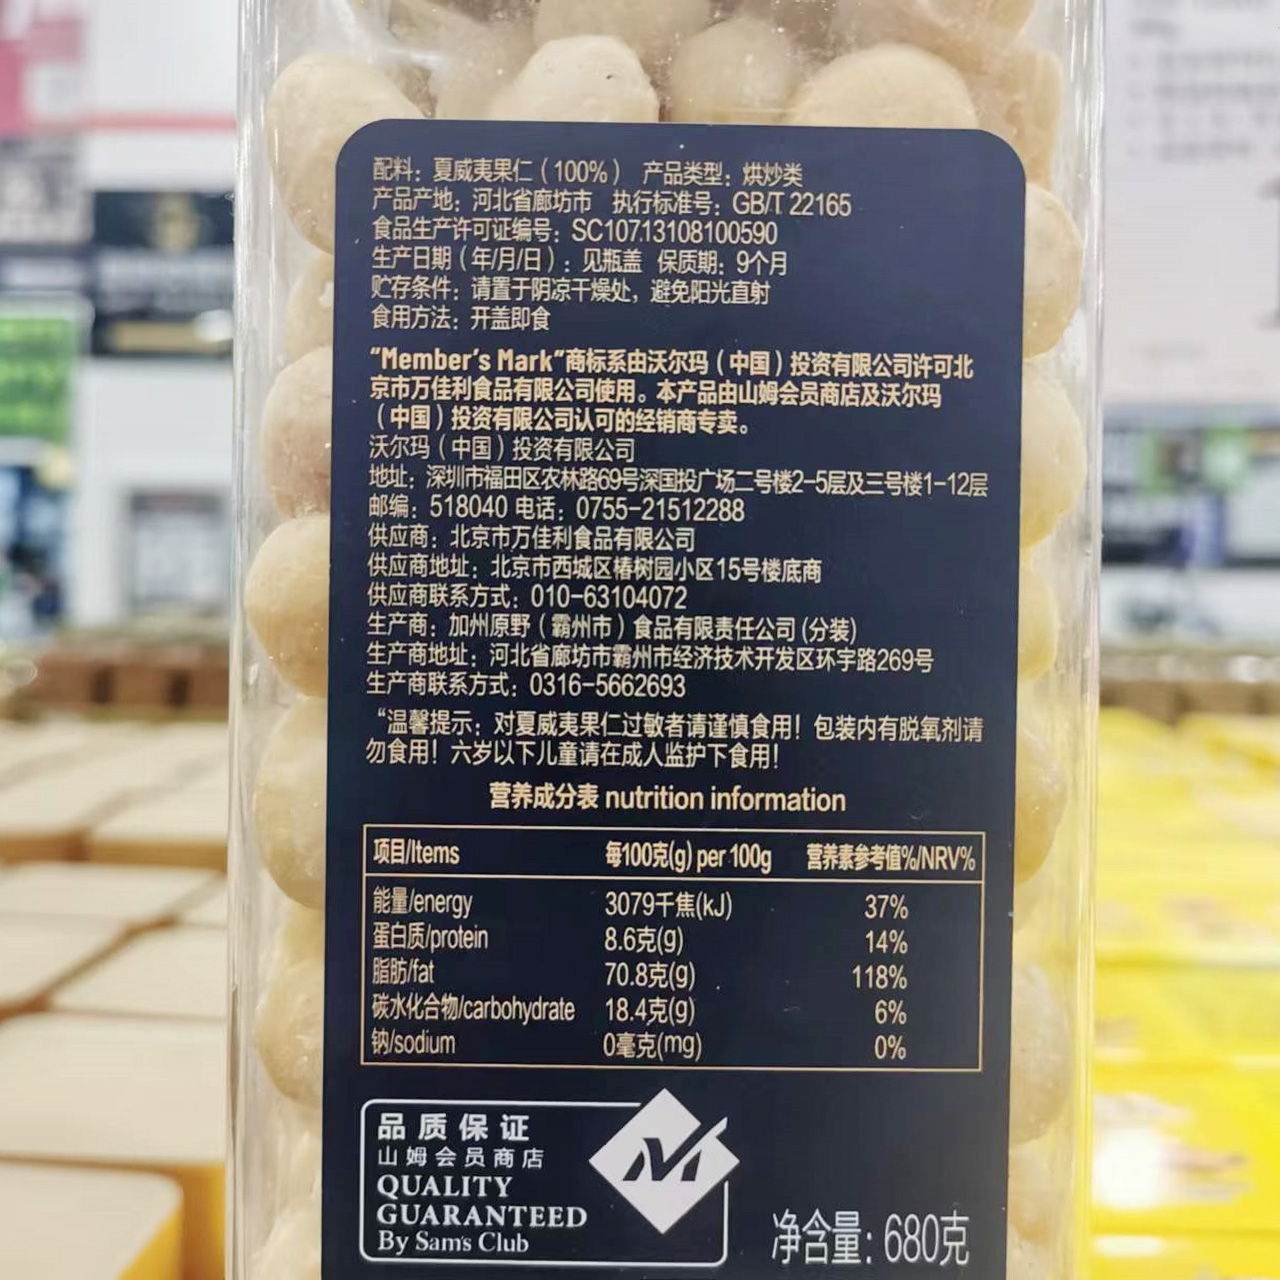 配料：夏威夷果仁（100%） 产品类型：烘炒类
产品产地：河北省廊坊市 执行标准号：GB/T 22165
食品生产许可证编号：SC10713108100590
生产日期（年/月/日）：见瓶盖 保质期：9个月
贮存条件：请置于阴凉干燥处，避免阳光直射
食用方法：开盖即食
“Member's Mark”商标系由沃尔玛（中国）投资有限公司许可北
京市万佳利食品有限公司使用。本产品由山姆会员商店及沃尔玛
（中国）投资有限公司认可的经销商专卖。
沃尔玛（中国）投资有限公司
地址：深圳市福田区农林路69号深国投广场二号楼2-5层及三号楼1-12层
邮编：518040 电话：0755-21512288
供应商：北京市万佳利食品有限公司
供应商地址：北京市西城区椿树园小区15号楼底商
供应商联系方式：010-63104072
生产商：加州原野（霸州市）食品有限责任公司(分装)
生产商地址：河北省廊坊市霸州市经济技术开发区环宇路269号
生产商联系方式：0316-5662693
“温馨提示：对夏威夷果仁过敏者请谨慎食用！包装内有脱氧剂请
勿食用！六岁以下儿童请在成人监护下食用！
营养成分表 nutrition information
项目/Items 每100克(g) per 100g 营养素参考值%/NRV%
能量/energy 3079千焦(kJ) 37%
蛋白质/protein 8.6克(g) 14%
脂肪/fat 70.8克(g) 118%
碳水化合物/carbohydrate 18.4克(g) 6%
钠/sodium 0毫克(mg) 0%
品质保证
山姆会员商店
QUALITY
GUARANTEED
By Sam's Club
净含量：680克